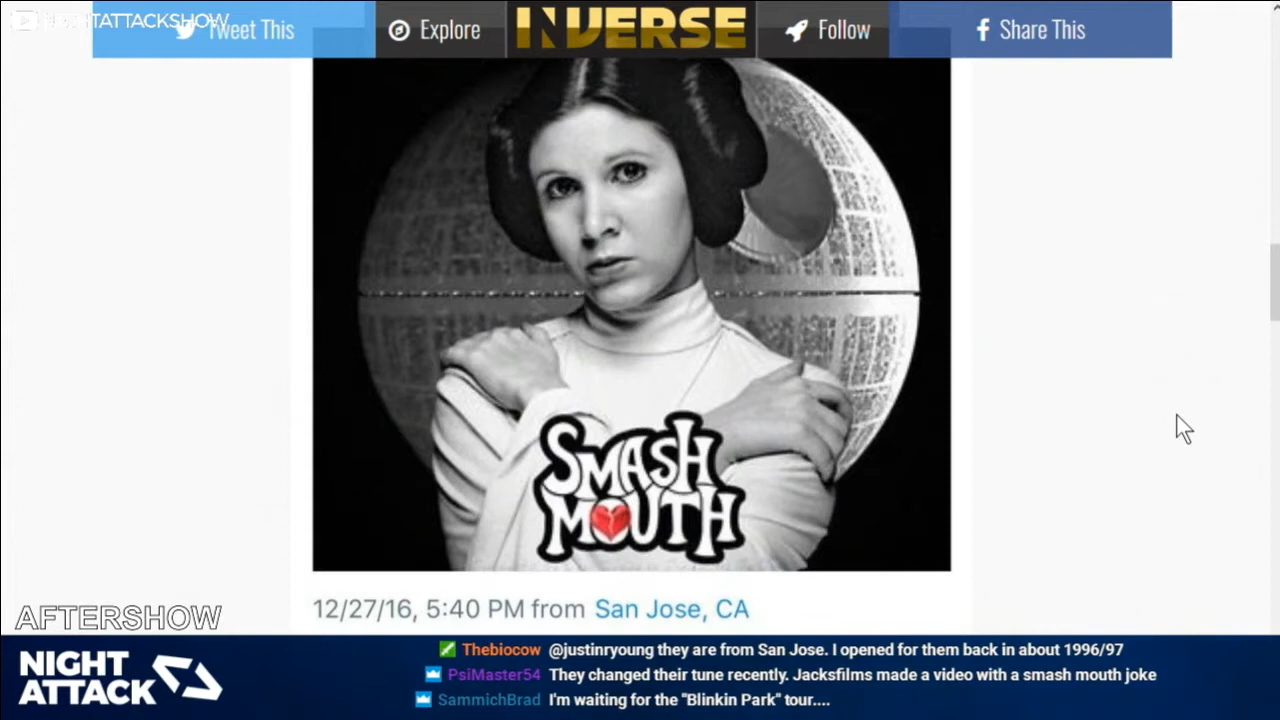 NIGHTATTACKSHOW
Tweet This
Explore
INVERSE
Follow
Share This
SMASH
MOUTH
12/27/16, 5:40 PM from San Jose, CA
AFTERSHOW
NIGHT
ATTACK
Thebiocow @justinryoung they are from San Jose. I opened for them back in about 1996/97
PsiMaster54 They changed their tune recently. Jacksfilms made a video with a smash mouth joke
SammichBrad I'm waiting for the "Blinkin Park" tour....